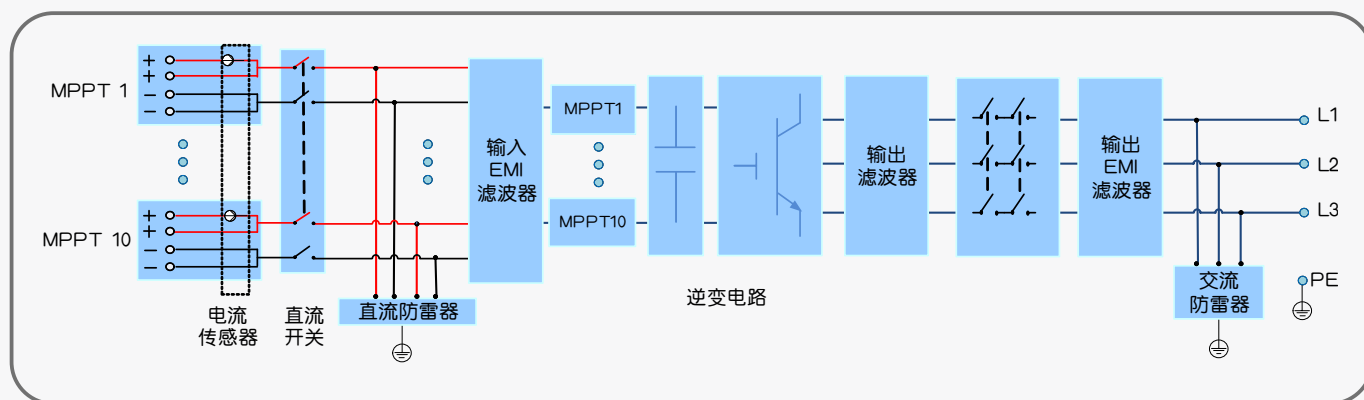 MPPT 1
+
+
−
−
MPPT 10
+
+
−
−
电流
传感器
直流
开关
直流防雷器
输入
EMI
滤波器
MPPT1
MPPT10
逆变电路
输出
滤波器
输出
EMI
滤波器
交流
防雷器
L1
L2
L3
PE